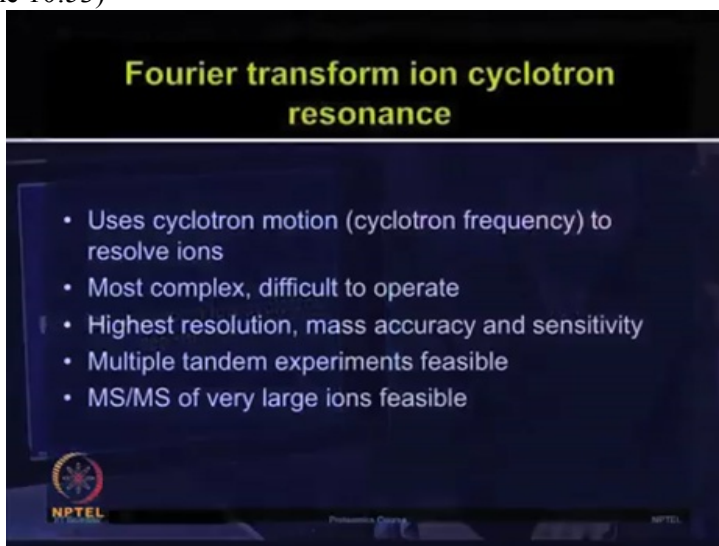 Fourier transform ion cyclotron
resonance
• Uses cyclotron motion (cyclotron frequency) to
resolve ions
• Most complex, difficult to operate
• Highest resolution, mass accuracy and sensitivity
• Multiple tandem experiments feasible
• MS/MS of very large ions feasible
NPTEL
Proteomics Course
NPTEL